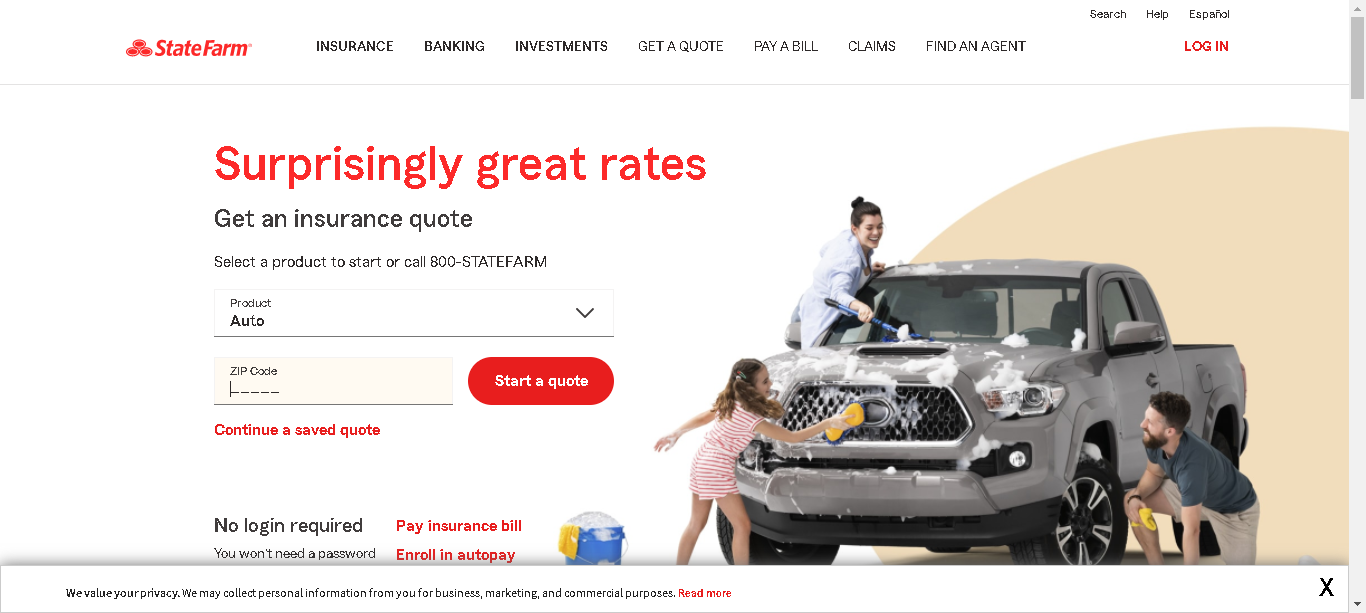 Search Help Español
State Farm INSURANCE BANKING INVESTMENTS GET A QUOTE PAY A BILL CLAIMS FIND AN AGENT LOG IN
Surprisingly great rates
Get an insurance quote
Select a product to start or call 800-STATEFARM
Product
Auto
ZIP Code
_____
Start a quote
Continue a saved quote
No login required
You won't need a password
Pay insurance bill
Enroll in autopay
We value your privacy. We may collect personal information from you for business, marketing, and commercial purposes. Read more
X